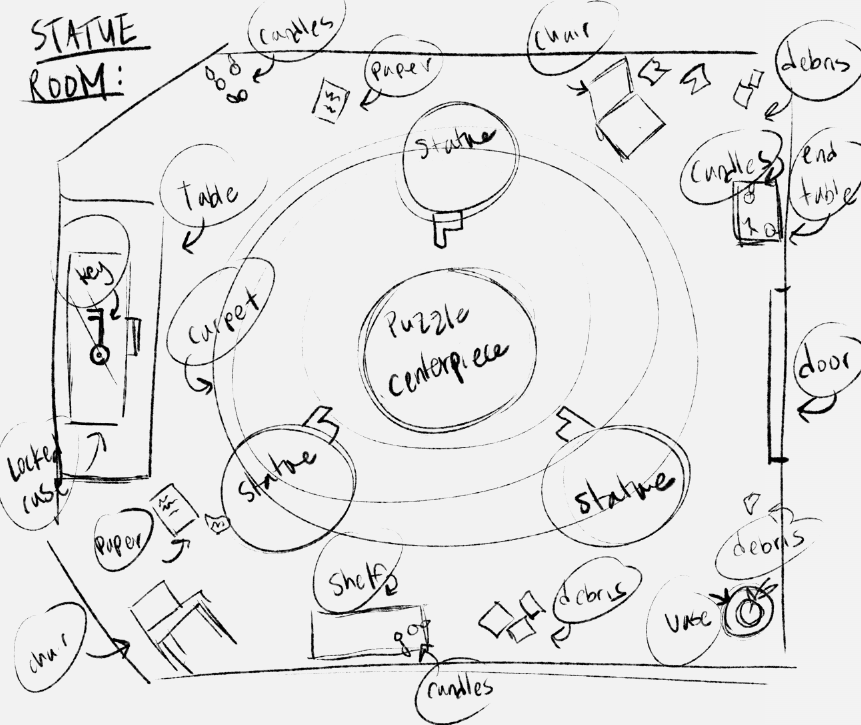 STATUE
ROOM:
candles
paper
chair
debris
statue
candles
end
table
table
key
carpet
Puzzle
centerpiece
door
Locked
case
statue
statue
paper
shelf
debris
debris
vase
chair
candles